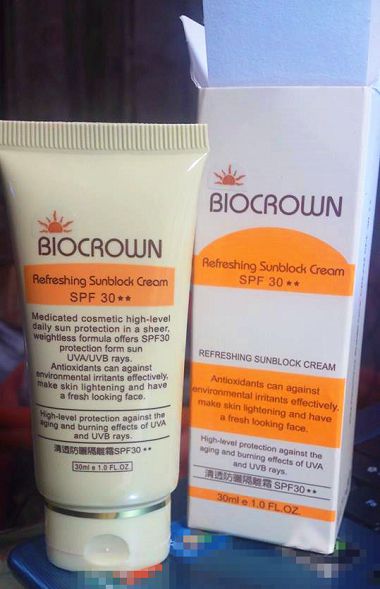 BIOCROWN
Refreshing Sunblock Cream
SPF 30 ★★
Medicated cosmetic high-level
daily sun protection in a sheer,
weightless formula offers SPF30
protection form sun
UVA/UVB rays.
Antioxidants can against
environmental irritants effectively.
make skin lightening and have
a fresh looking face.
High-level protection against the
aging and burning effects of UVA
and UVB rays.
清透防曬隔離霜SPF30 ★★
30ml e 1.0 FL.OZ.
BIOCROWN
Refreshing Sunblock Cream
SPF 30 ★★
REFRESHING SUNBLOCK CREAM
Antioxidants can against
environmental irritants effectively.
make skin lightening and have
a fresh looking face.
High-level protection against the
aging and burning effects of UVA
and UVB rays.
清透防曬隔離霜 SPF30 ★★
30ml e 1.0 FL.OZ.